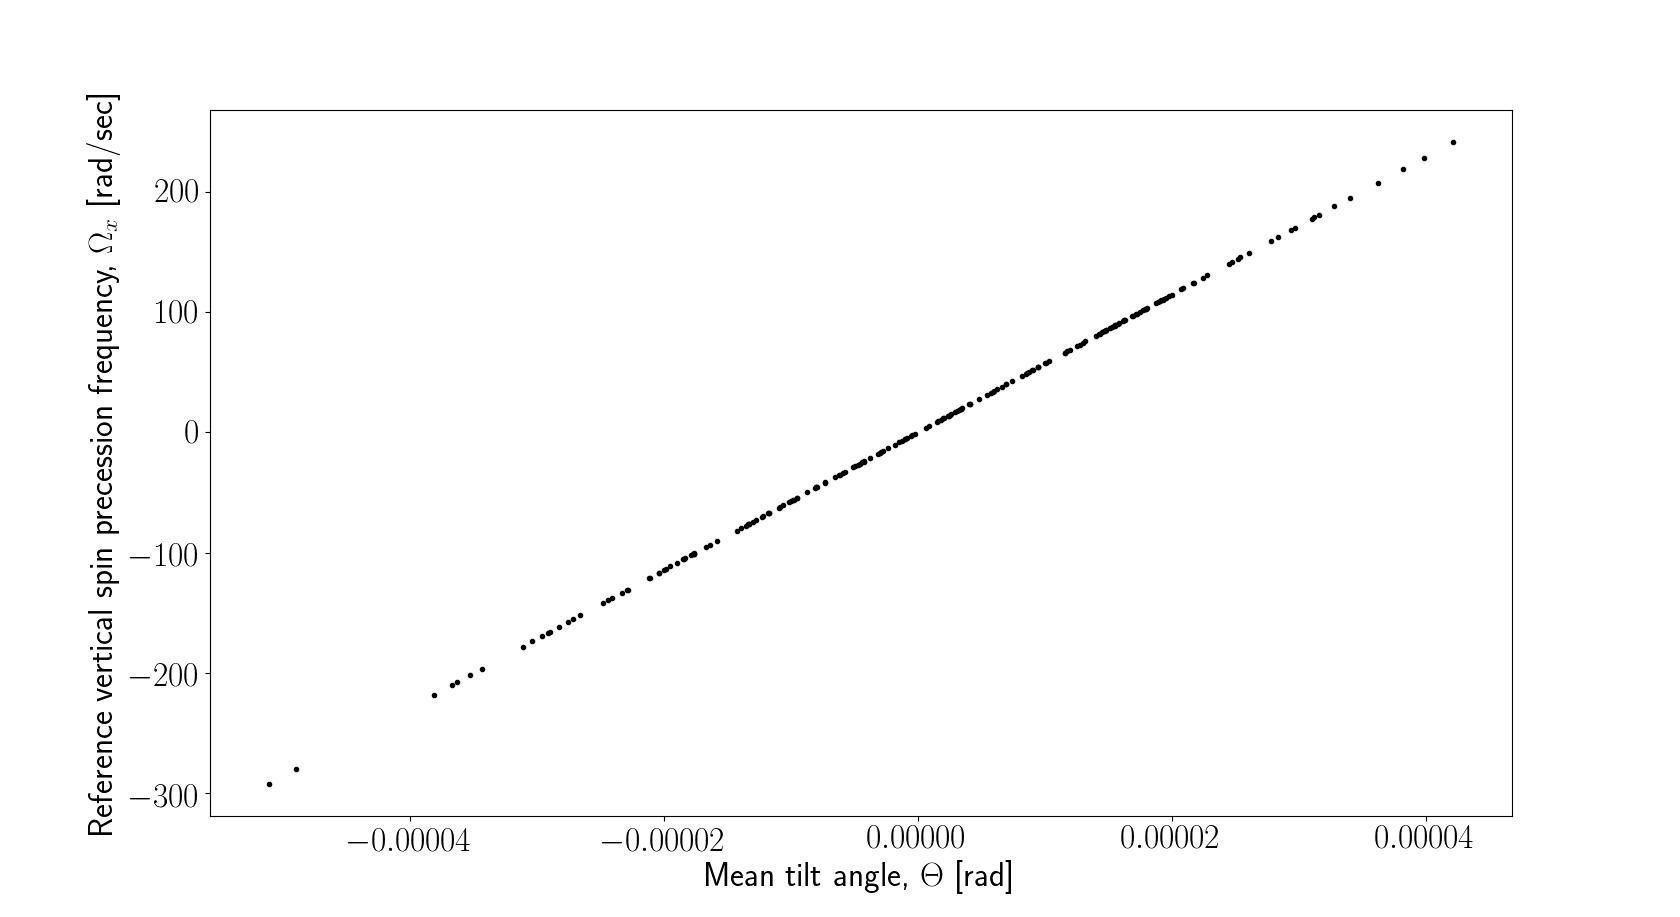 Reference vertical spin precession frequency, Ωₓ [rad/sec]
200
100
0
−100
−200
−300
−0.00004 −0.00002 0.00000 0.00002 0.00004
Mean tilt angle, Θ [rad]